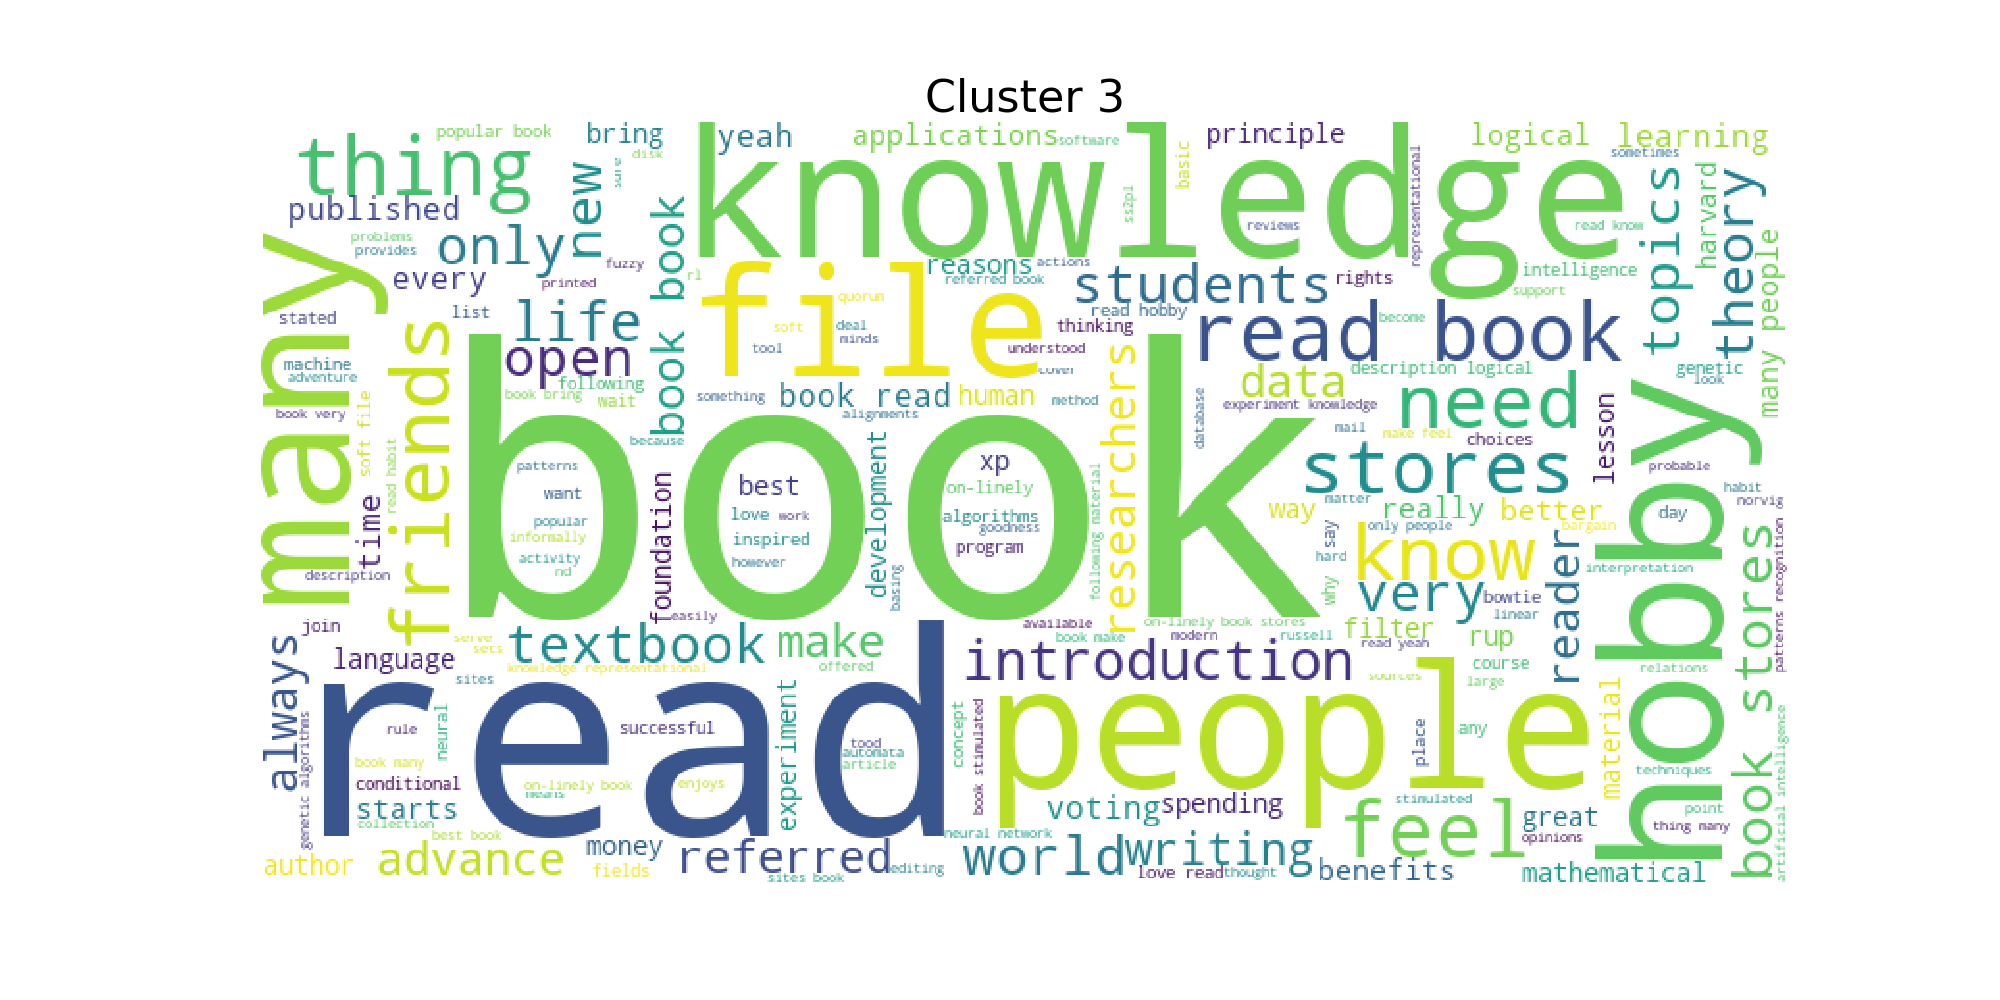 Cluster 3
popular book
bring
yeah
applications
software
principle
logical
learning
thing
disk
sure
new
knowledge
basic
sometimes
published
ss2pl
representational
topics
harvard
theory
problems
provides
only
book book
reviews
read know
many
every
fuzzy
printed
rl
reasons
actions
referred book
students
rights
intelligence
support
many people
stated
list
life
file
quorun
soft
deal
minds
tool
read hobby
thinking
understood
cover
read book
become
machine
adventure
friends
open
following
wait
book bring
something
book read
human
alignments
method
researchers
data
description logical
experiment knowledge
need
genetic
look
book very
soft file
read habit
because
book
database
mail
make feel
choices
lesson
hobby
stores
probable
time
patterns
want
popular
informally
activity
nd
foundation
best
love
work
inspired
however
development
basing
xp
on-linely
algorithms
goodness
program
following material
matter
really
way
better
only people
bargain
say
hard
know
why
habit
norvig
day
interpretation
patterns recognition
description
easily
very
bowtie
linear
reader
book stores
join
always
language
serve
sets
textbook
make
offered
knowledge representational
available
book make
on-linely book stores
modern
russell
filter
read yeah
rup
introduction
sources
course
large
relations
sites
read
people
genetic algorithms
rule
neural
successful
experiment
tood
automata
article
concept
book stimulated
place
any
material
techniques
artificial intelligence
book many
conditional
on-linely book
means
enjoys
starts
collection
best book
voting
spending
stimulated
feel
great
opinions
point
thing many
author
advance
money
fields
referred
editing
sites book
neural network
world
writing
love read
thought
benefits
mathematical